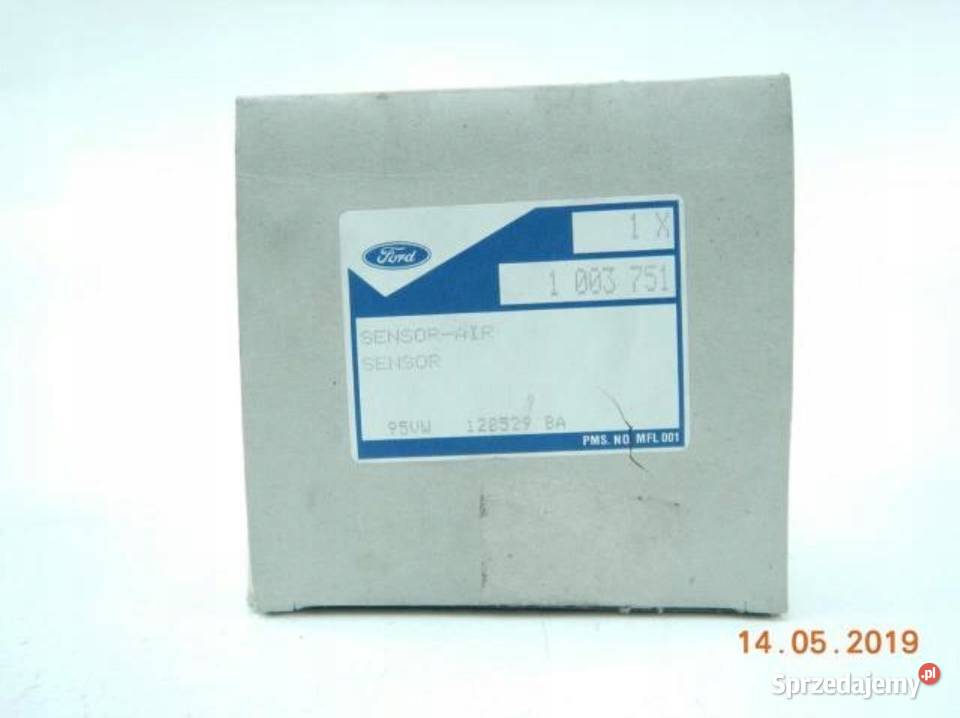 1 X
Ford
1 003 751
SENSOR-AIR
SENSOR
95VW 12B529 BA
PMS. NO. MFL 001
14.05.2019
Sprzedajemy.pl